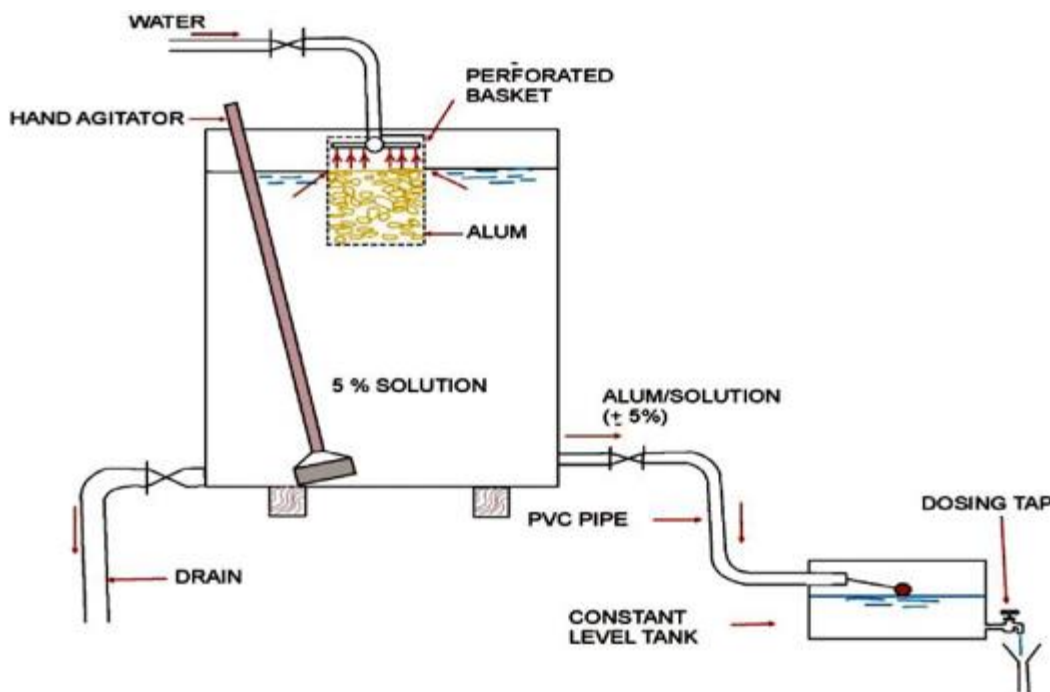 WATER
PERFORATED
BASKET
HAND AGITATOR
ALUM
5 % SOLUTION
ALUM/SOLUTION
(± 5%)
DOSING TAP
PVC PIPE
DRAIN
CONSTANT
LEVEL TANK